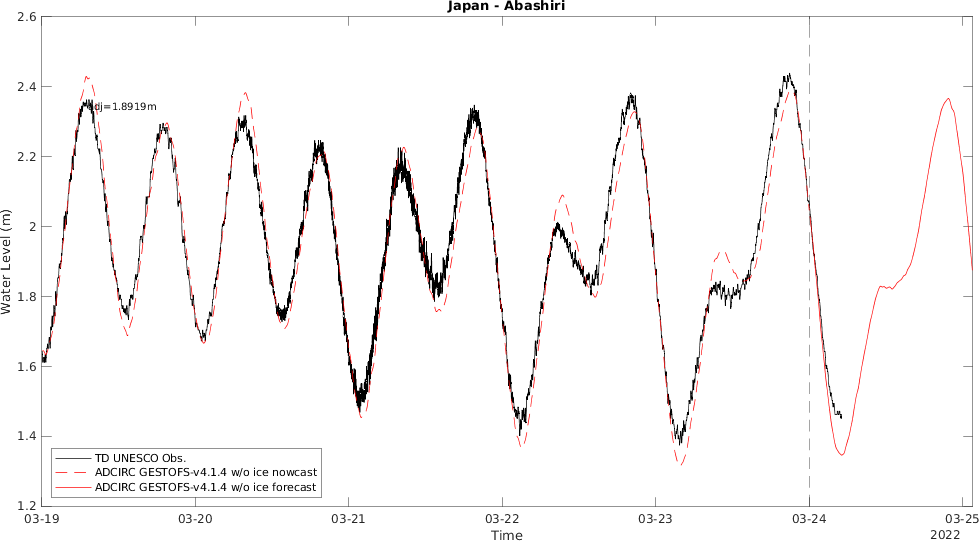 Japan - Abashiri
2.6
2.4
2.2
2
1.8
1.6
1.4
1.2
Water Level (m)
dj=1.8919m
TD UNESCO Obs.
ADCIRC GESTOFS-v4.1.4 w/o ice nowcast
ADCIRC GESTOFS-v4.1.4 w/o ice forecast
03-19 03-20 03-21 03-22 03-23 03-24 03-25
Time
2022